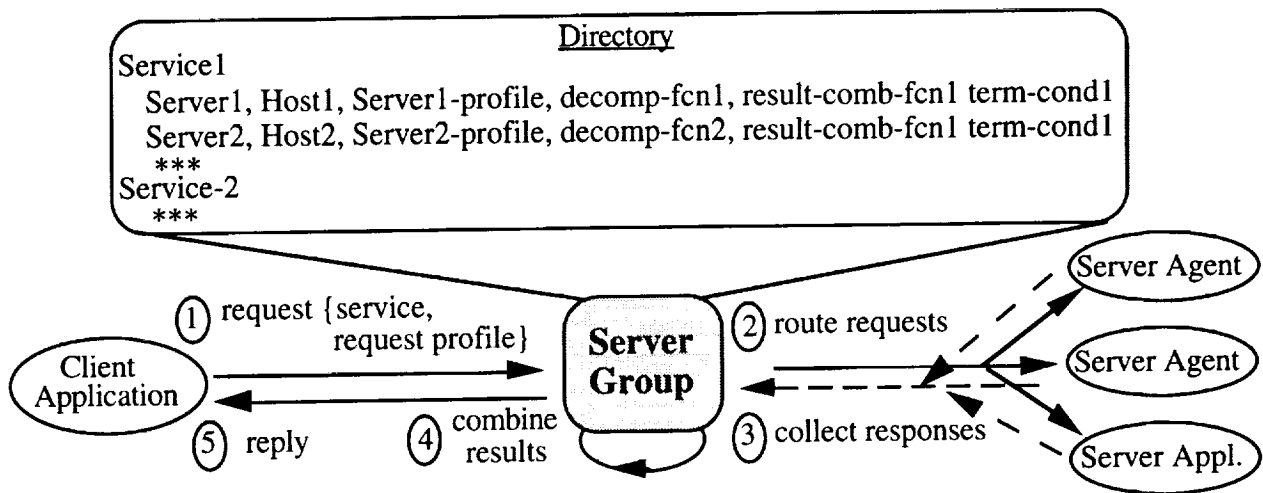 Directory
Service1
Server1, Host1, Server1-profile, decomp-fcn1, result-comb-fcn1 term-cond1
Server2, Host2, Server2-profile, decomp-fcn2, result-comb-fcn1 term-cond1
***
Service-2
***
1 request {service,
request profile}
Client
Application
5 reply
4 combine
results
Server
Group
2 route requests
3 collect responses
Server Agent
Server Agent
Server Appl.